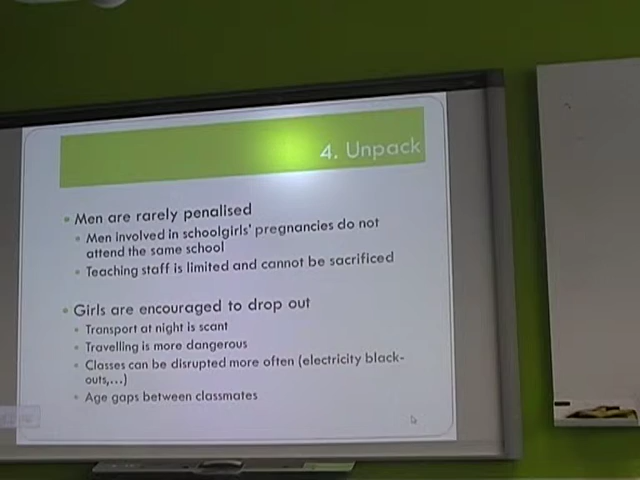 4. Unpack
Men are rarely penalised
Men involved in schoolgirls' pregnancies do not
attend the same school
Teaching staff is limited and cannot be sacrificed
Girls are encouraged to drop out
Transport at night is scant
Travelling is more dangerous
Classes can be disrupted more often (electricity black-
outs,...)
Age gaps between classmates